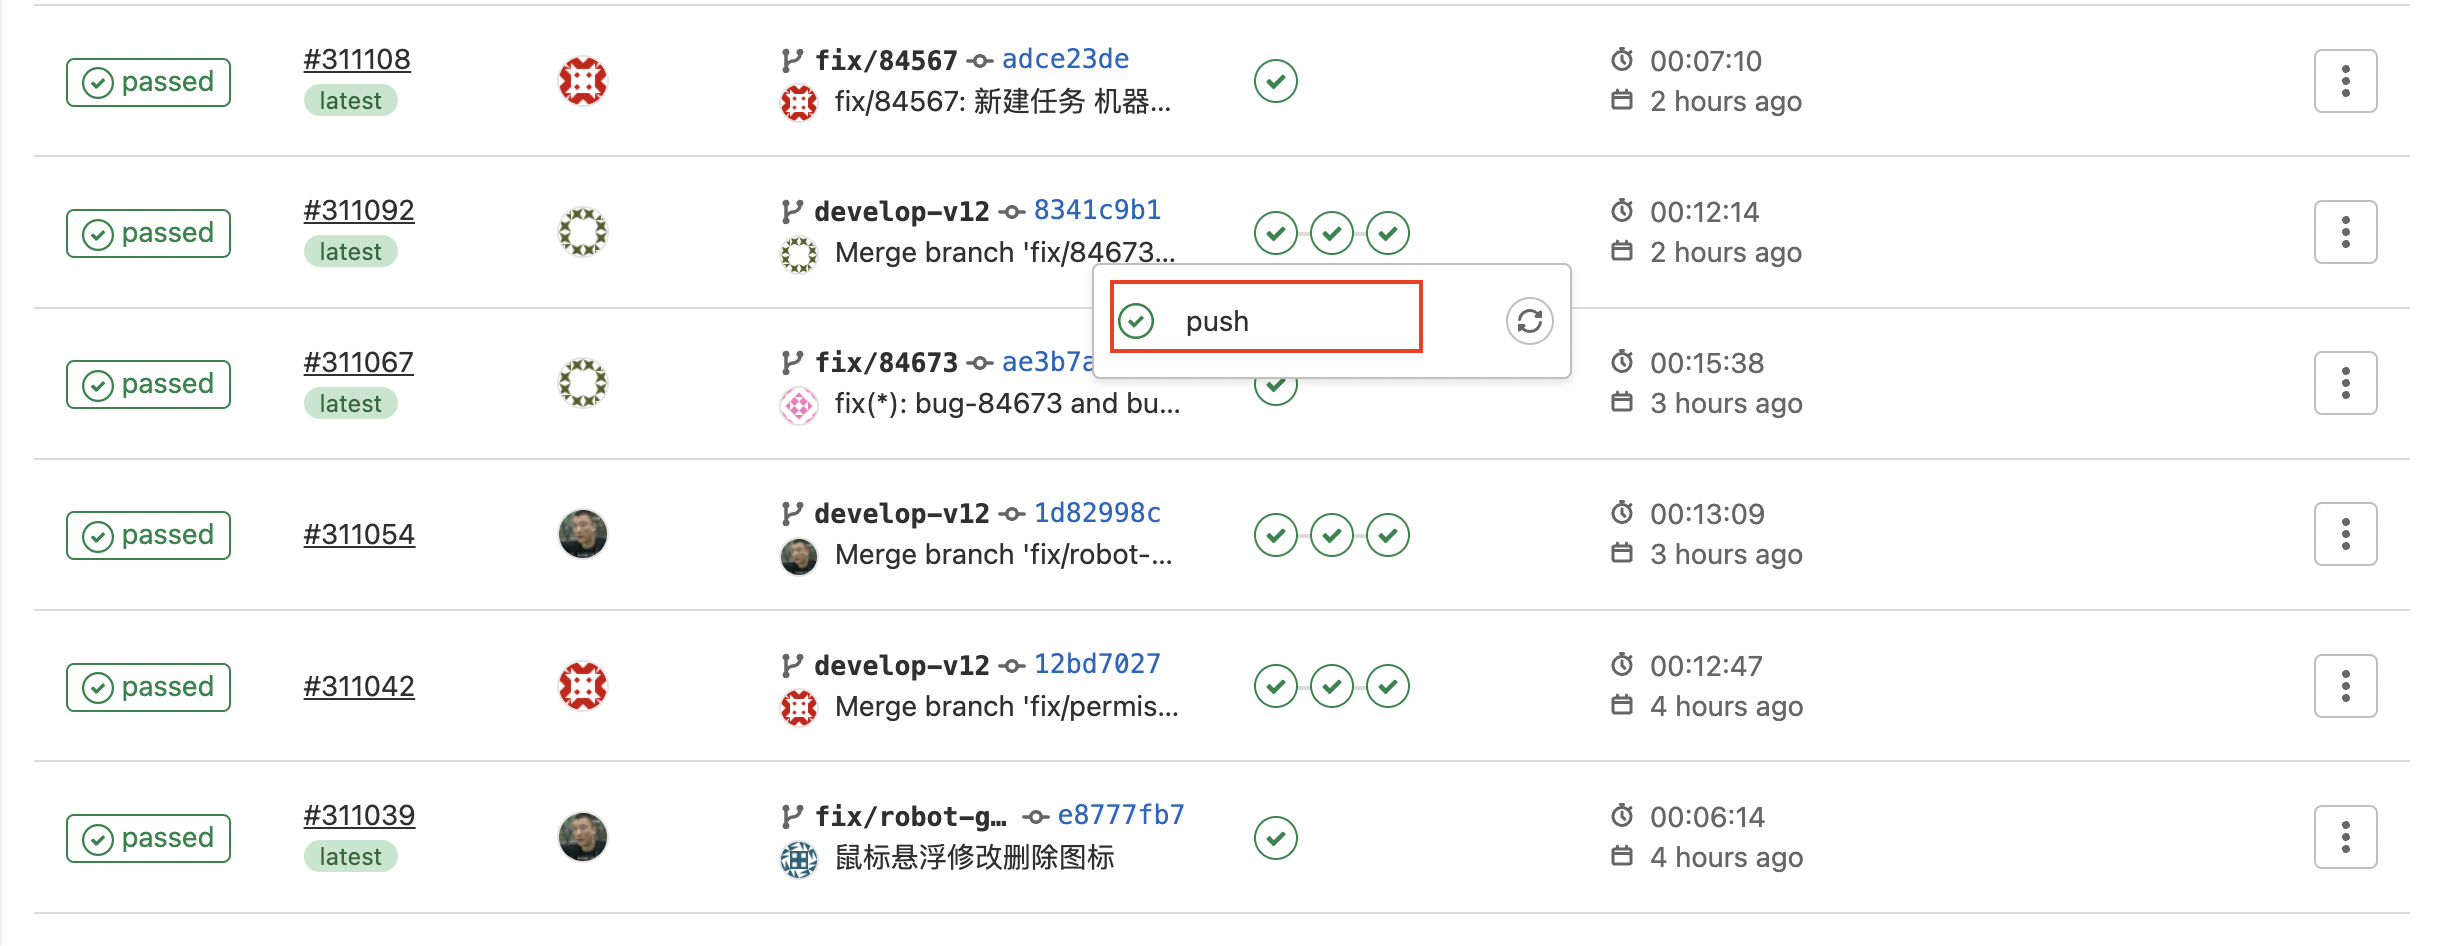 passed
#311108
latest
fix/84567 adce23de
fix/84567: 新建任务 机器...
00:07:10
2 hours ago
passed
#311092
latest
develop-v12 8341c9b1
Merge branch 'fix/84673...
00:12:14
2 hours ago
push
passed
#311067
latest
fix/84673 ae3b7a
fix(*): bug-84673 and bu...
00:15:38
3 hours ago
passed
#311054
develop-v12 1d82998c
Merge branch 'fix/robot-...
00:13:09
3 hours ago
passed
#311042
develop-v12 12bd7027
Merge branch 'fix/permis...
00:12:47
4 hours ago
passed
#311039
latest
fix/robot-g… e8777fb7
鼠标悬浮修改删除图标
00:06:14
4 hours ago